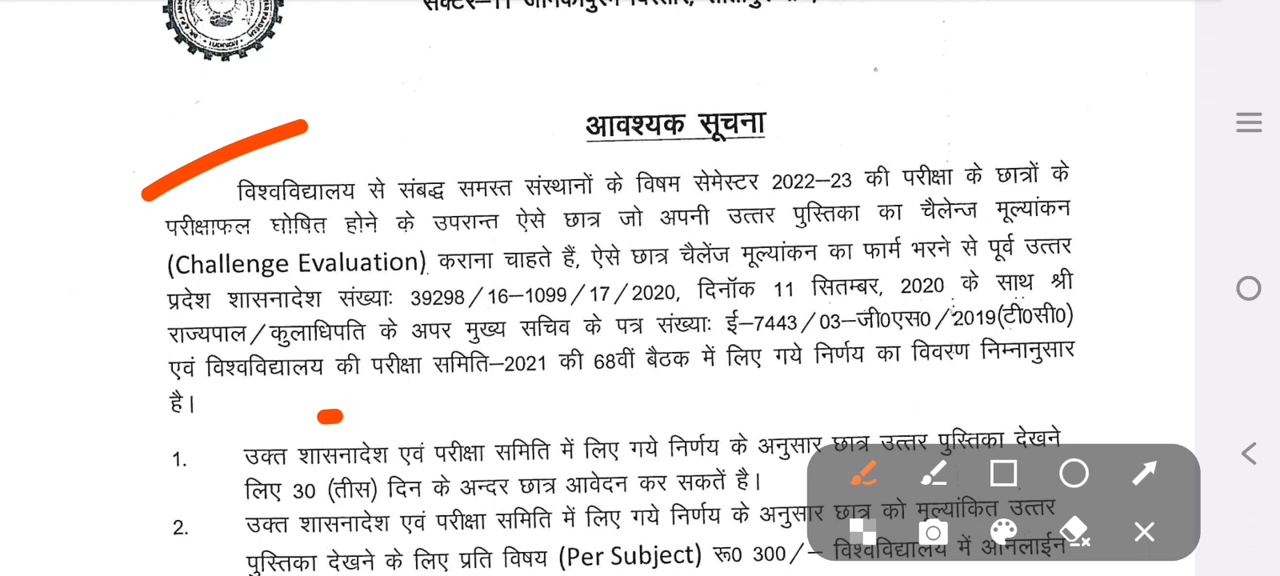 आवश्यक सूचना
विश्वविद्यालय से संबद्ध समस्त संस्थानों के विषम सेमेस्टर 2022–23 की परीक्षा के छात्रों के
परीक्षाफल घोषित होने के उपरान्त ऐसे छात्र जो अपनी उत्तर पुस्तिका का चैलेन्ज मूल्यांकन
(Challenge Evaluation) कराना चाहते हैं, ऐसे छात्र चैलेंज मूल्यांकन का फार्म भरने से पूर्व उत्तर
प्रदेश शासनादेश संख्याः 39298/16–1099/17/2020, दिनॉक 11 सितम्बर, 2020 के साथ श्री
राज्यपाल/कुलाधिपति के अपर मुख्य सचिव के पत्र संख्याः ई–7443/03–जी0एस0/2019(टी0सी0)
एवं विश्वविद्यालय की परीक्षा समिति–2021 की 68वीं बैठक में लिए गये निर्णय का विवरण निम्नानुसार
है।
1. उक्त शासनादेश एवं परीक्षा समिति में लिए गये निर्णय के अनुसार छात्र उत्तर पुस्तिका देखने
लिए 30 (तीस) दिन के अन्दर छात्र आवेदन कर सकतें है।
2. उक्त शासनादेश एवं परीक्षा समिति में लिए गये निर्णय के अनुसार छात्र को मूल्यांकित उत्तर
पुस्तिका देखने के लिए प्रति विषय (Per Subject) रू0 300/– विश्वविद्यालय में ऑनलाईन